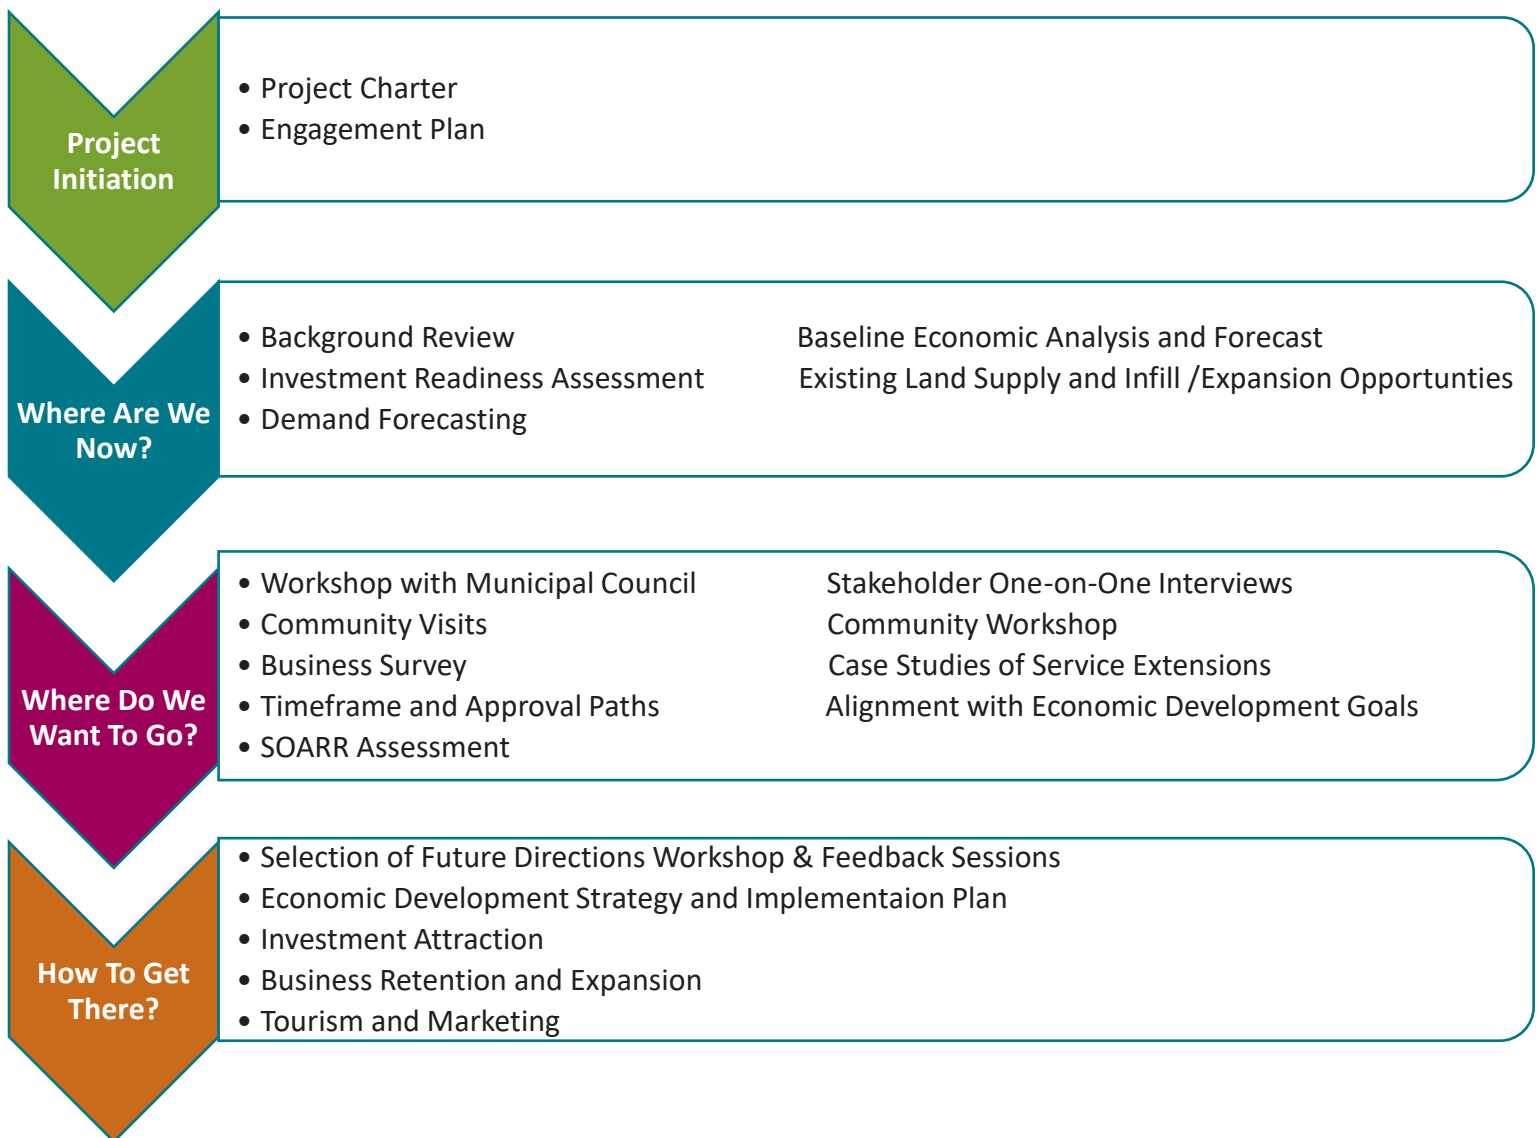 Project
Initiation
• Project Charter
• Engagement Plan
Where Are We
Now?
• Background Review Baseline Economic Analysis and Forecast
• Investment Readiness Assessment Existing Land Supply and Infill /Expansion Opportunties
• Demand Forecasting
Where Do We
Want To Go?
• Workshop with Municipal Council Stakeholder One-on-One Interviews
• Community Visits Community Workshop
• Business Survey Case Studies of Service Extensions
• Timeframe and Approval Paths Alignment with Economic Development Goals
• SOARR Assessment
How To Get
There?
• Selection of Future Directions Workshop & Feedback Sessions
• Economic Development Strategy and Implementaion Plan
• Investment Attraction
• Business Retention and Expansion
• Tourism and Marketing